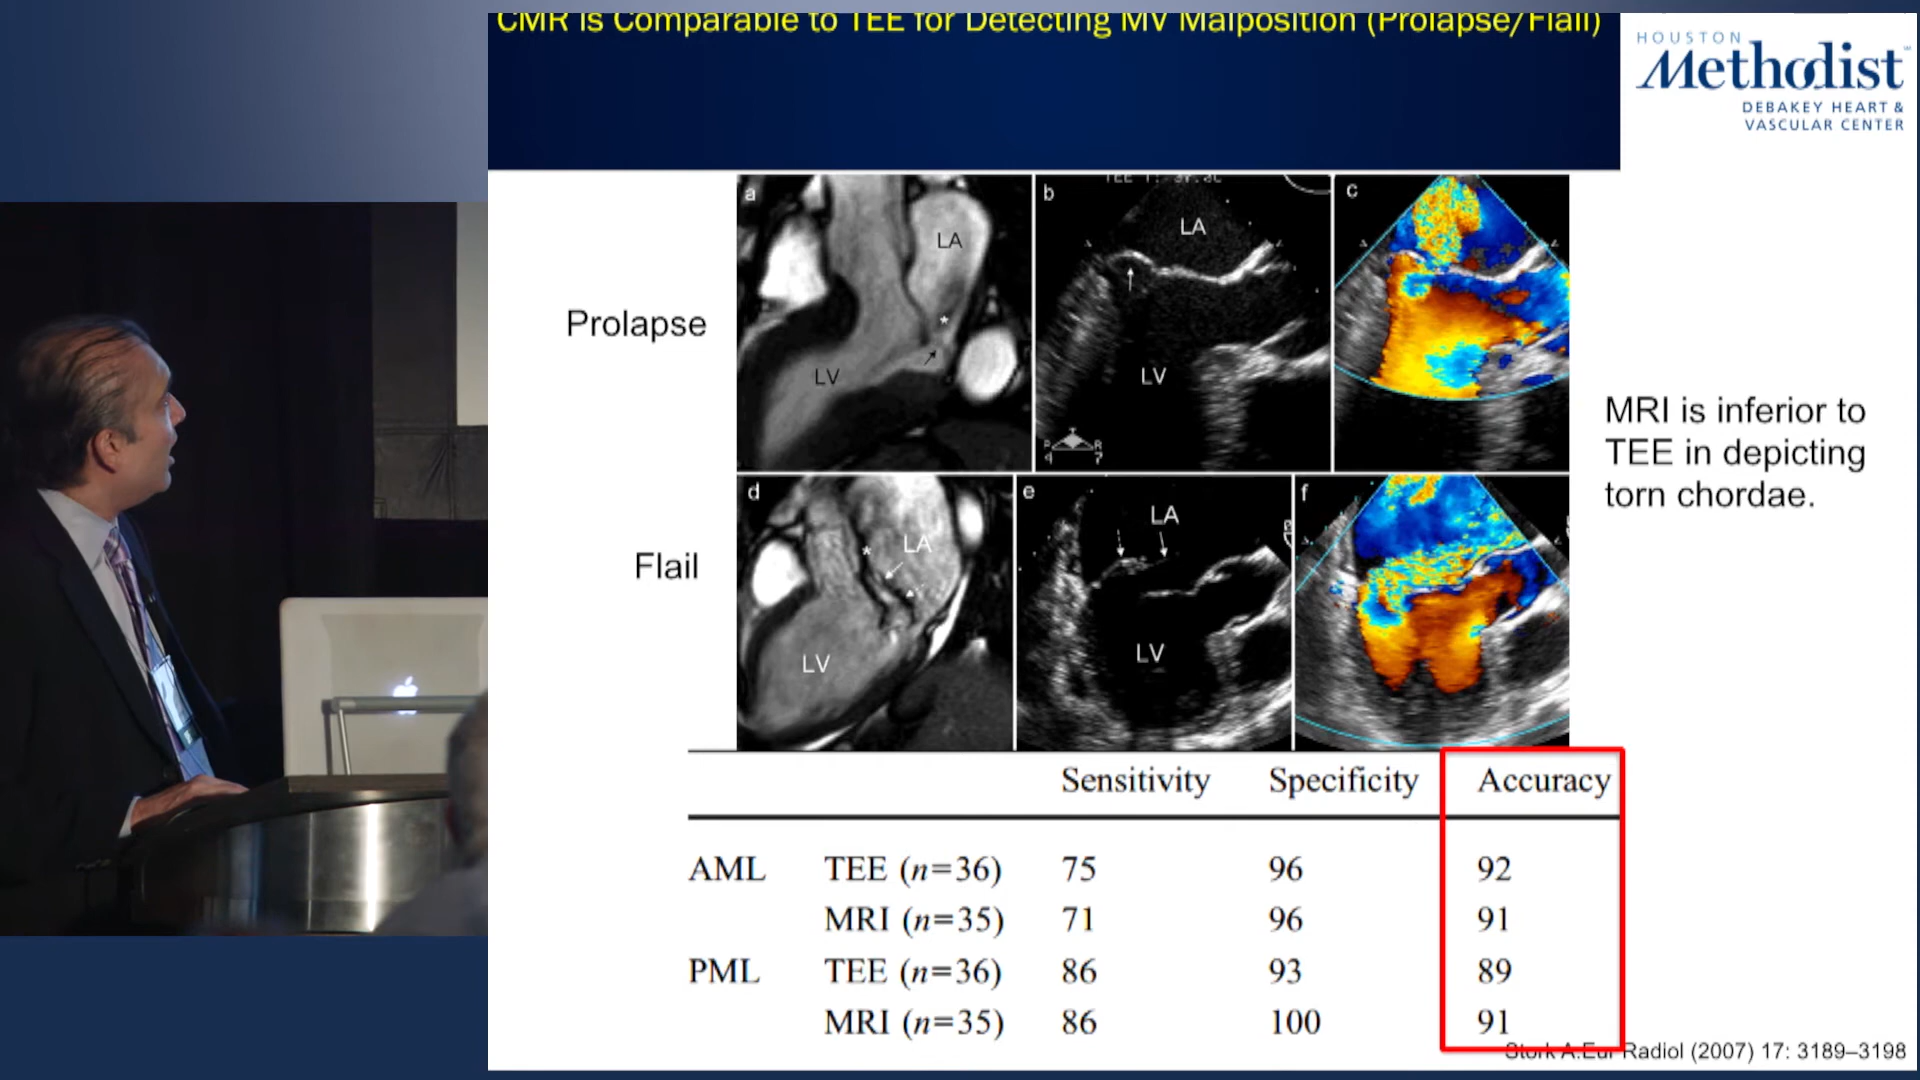 CMR is Comparable to TEE for Detecting MV Malposition (Prolapse/Flail)
HOUSTON
Methodist
DEBAKEY HEART &
VASCULAR CENTER
Prolapse
a
LA
*
LV
b
LA
LV
c
Flail
d
*
LA
LV
e
LA
LV
f
MRI is inferior to
TEE in depicting
torn chordae.
Sensitivity Specificity Accuracy
AML TEE (n=36) 75 96 92
MRI (n=35) 71 96 91
PML TEE (n=36) 86 93 89
MRI (n=35) 86 100 91
Stork A.Eur Radiol (2007) 17: 3189–3198